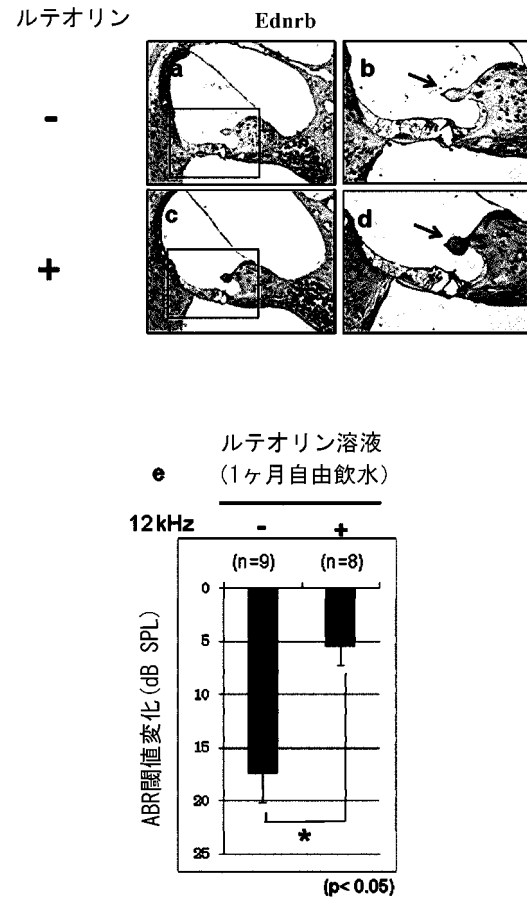 ルテオリン Ednrb
a b
-
c d
+
ルテオリン溶液
e (1ヶ月自由飲水)
12kHz - +
(n=9) (n=8)
0
5
10
15
20
25
ABR閾値変化(dB SPL)
*
(p<0.05)